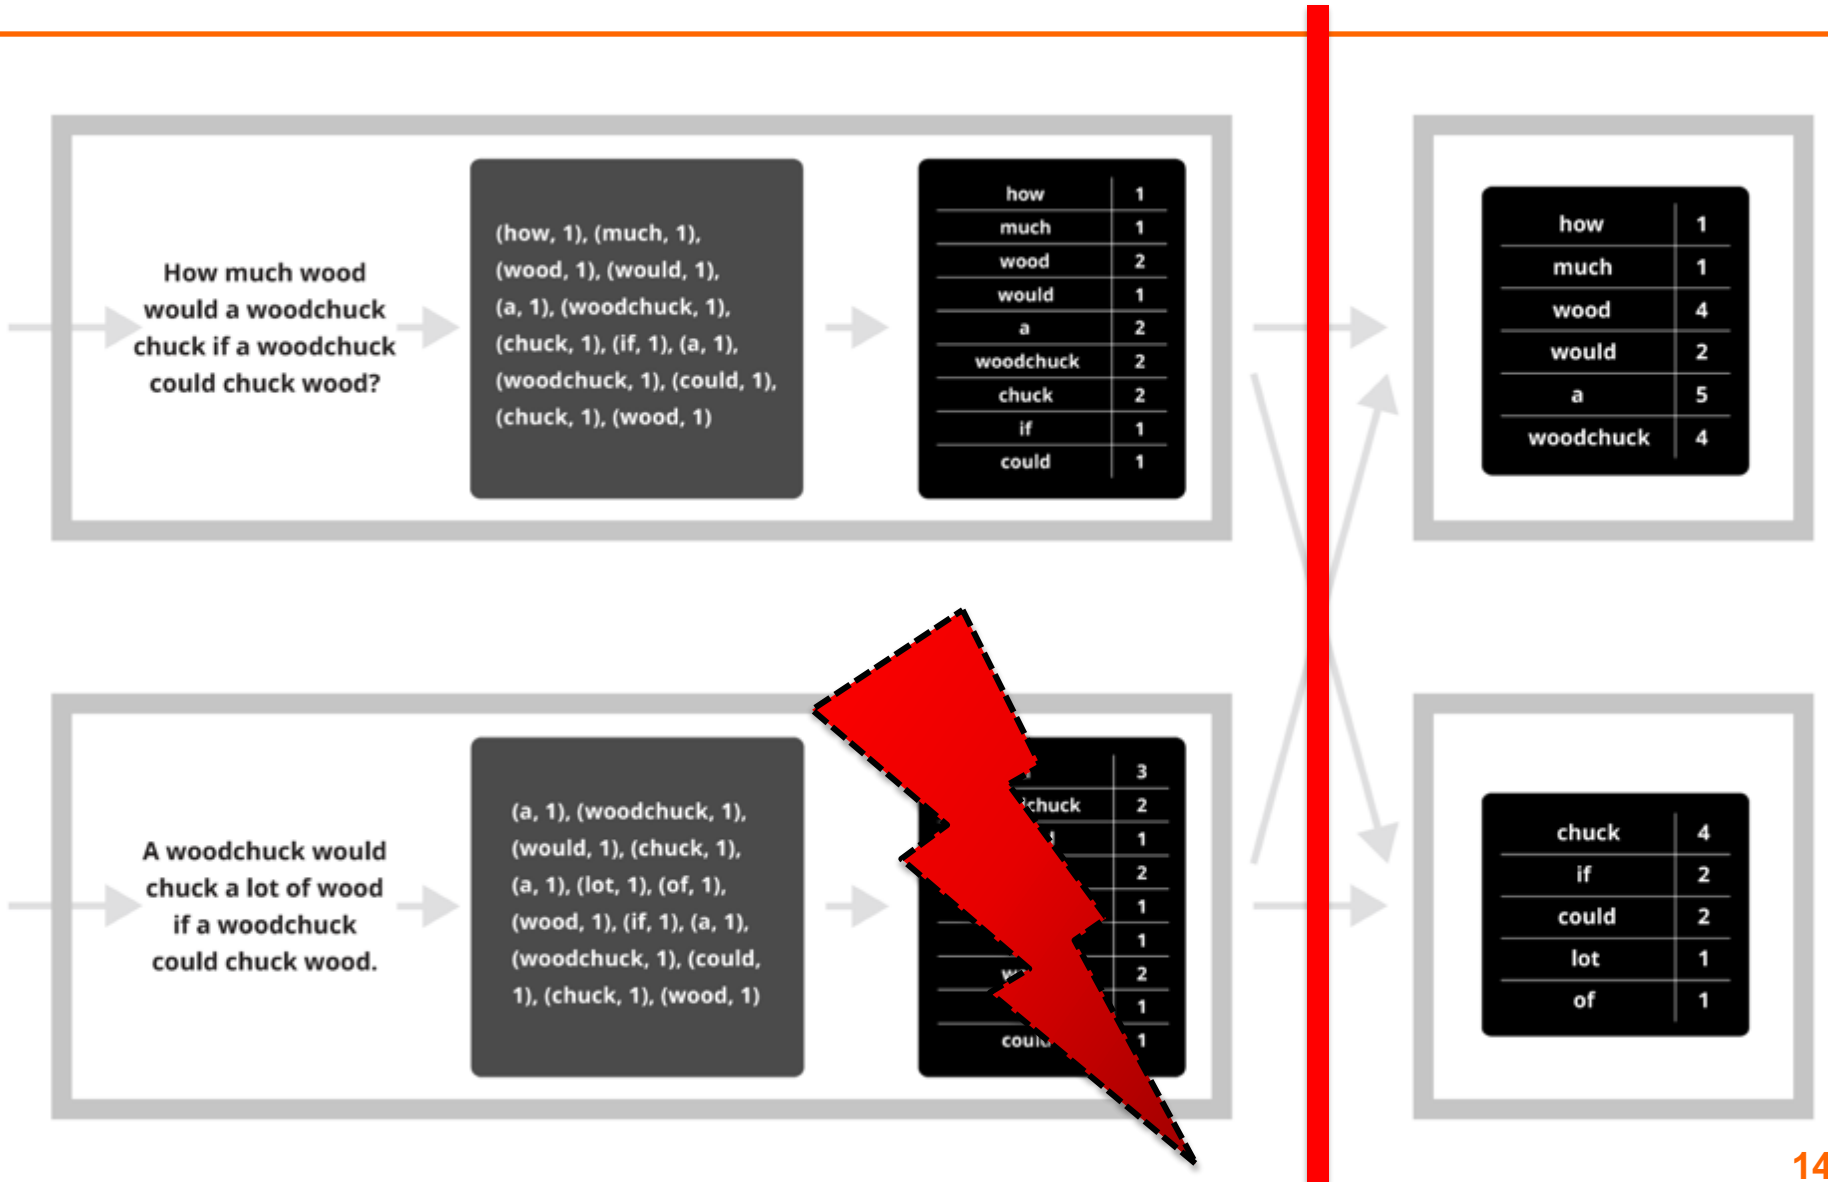 How much wood
would a woodchuck
chuck if a woodchuck
could chuck wood?
(how, 1), (much, 1),
(wood, 1), (would, 1),
(a, 1), (woodchuck, 1),
(chuck, 1), (if, 1), (a, 1),
(woodchuck, 1), (could, 1),
(chuck, 1), (wood, 1)
how 1
much 1
wood 2
would 1
a 2
woodchuck 2
chuck 2
if 1
could 1
how 1
much 1
wood 4
would 2
a 5
woodchuck 4
A woodchuck would
chuck a lot of wood
if a woodchuck
could chuck wood.
(a, 1), (woodchuck, 1),
(would, 1), (chuck, 1),
(a, 1), (lot, 1), (of, 1),
(wood, 1), (if, 1), (a, 1),
(woodchuck, 1), (could,
1), (chuck, 1), (wood, 1)
3
2
1
2
1
1
2
1
1
chuck 4
if 2
could 2
lot 1
of 1
14